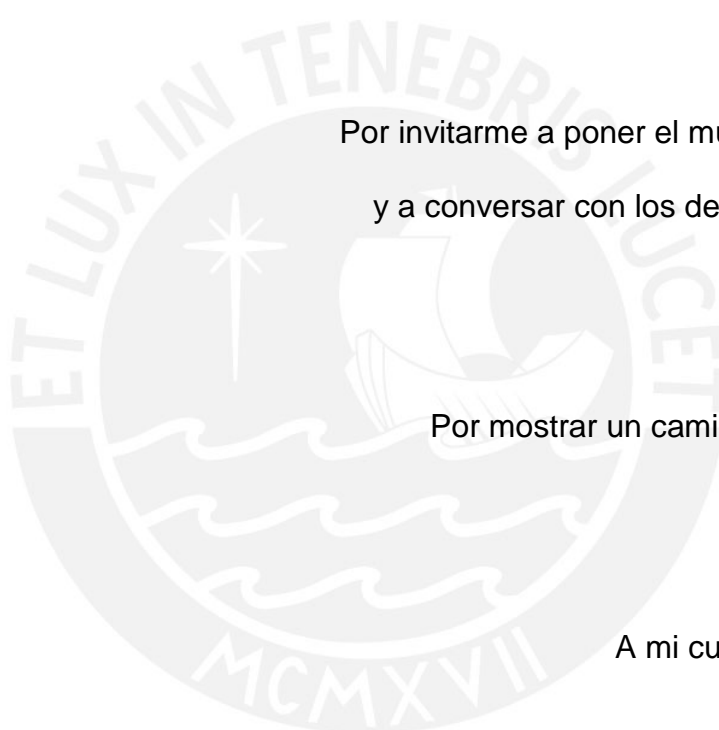 ET LUX IN TENEBRIS LUCET
Por invitarme a poner el
y a conversar con los
Por mostrar un
A mi
MCMXVII